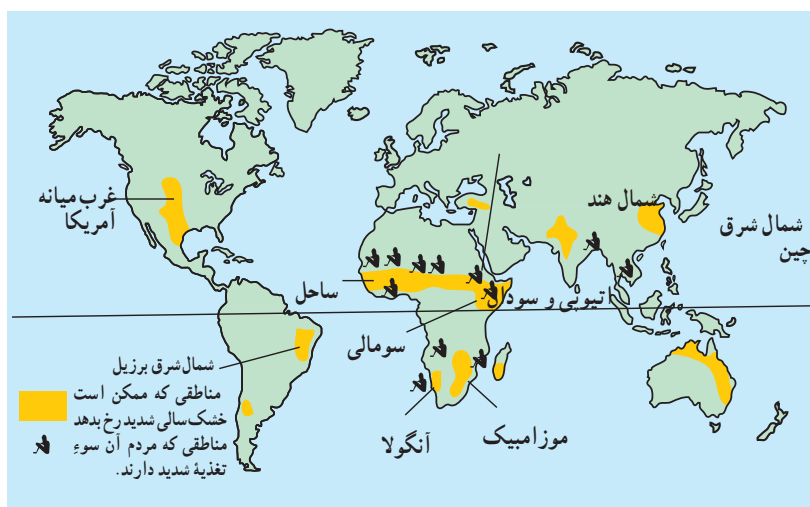 غرب میانه
آمریکا
شمال هند
شمال شرق
چین
ساحل
اتیوپی و سودان
سومالی
شمال شرق برزیل
آنگولا
موزامبیک
مناطقی که ممکن است
خشک‌سالی شدید رخ بدهد
مناطقی که مردم آن سوءِ
تغذیهٔ شدید دارند.